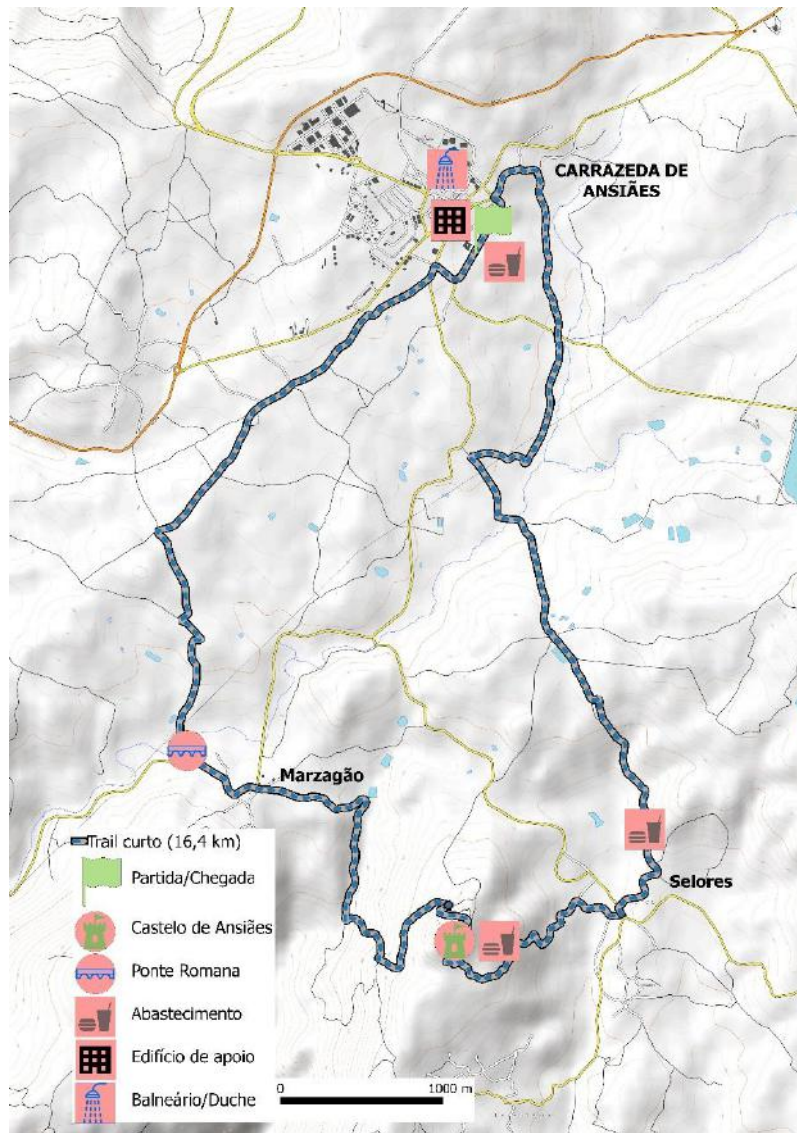 CARRAZEDA DE
ANSIÃES
Marzagão
Selores
Trail curto (16,4 km)
Partida/Chegada
Castelo de Ansiães
Ponte Romana
Abastecimento
Edifício de apoio
Balneário/Duche
0 1000 m